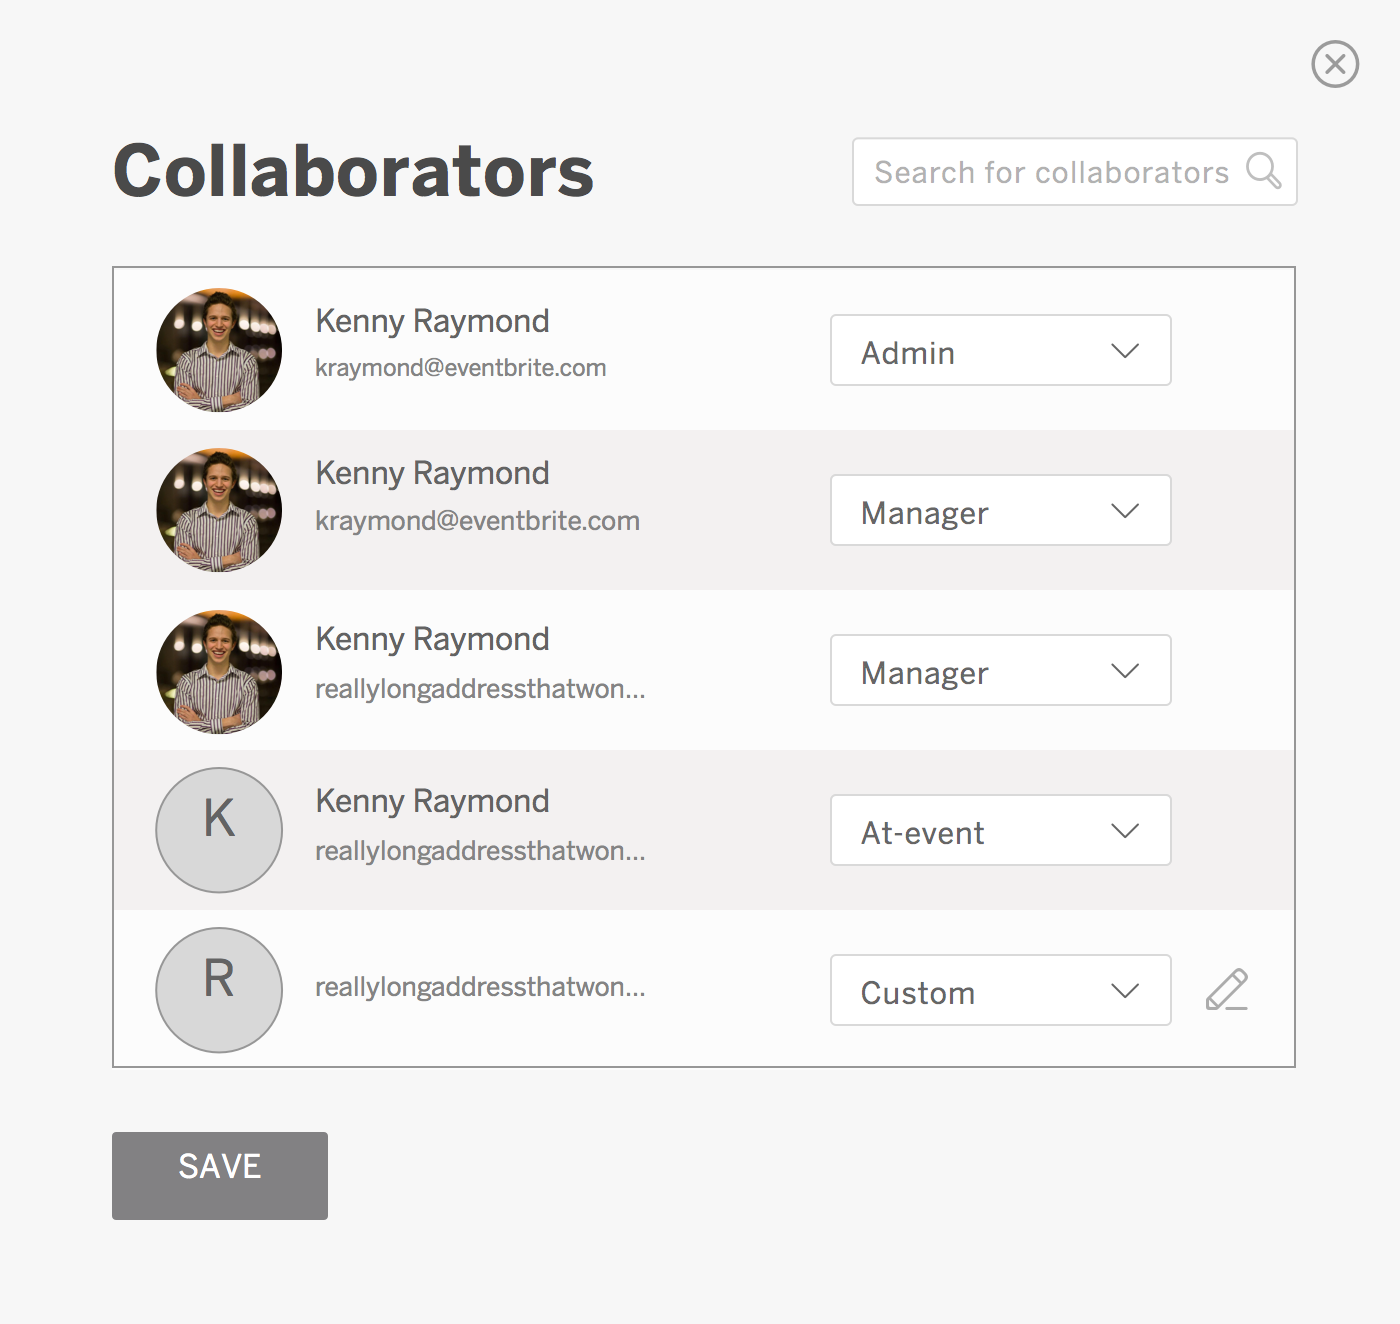 Collaborators
Search for collaborators
Kenny Raymond
kraymond@eventbrite.com
Admin
Kenny Raymond
kraymond@eventbrite.com
Manager
Kenny Raymond
reallylongaddressthatwon...
Manager
K
Kenny Raymond
reallylongaddressthatwon...
At-event
R
reallylongaddressthatwon...
Custom
SAVE